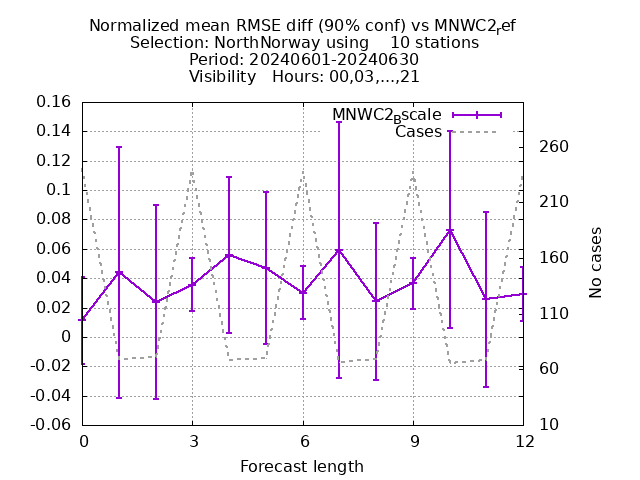 Normalized mean RMSE diff (90% conf) vs MNWC2ref
Selection: NorthNorway using    10 stations
Period: 20240601-20240630
Visibility   Hours: 00,03,...,21
MNWC2Bscale
Cases
0.16
0.14
0.12
0.1
0.08
0.06
0.04
0.02
0
-0.02
-0.04
-0.06
260
210
160
110
60
10
No cases
0 3 6 9 12
Forecast length